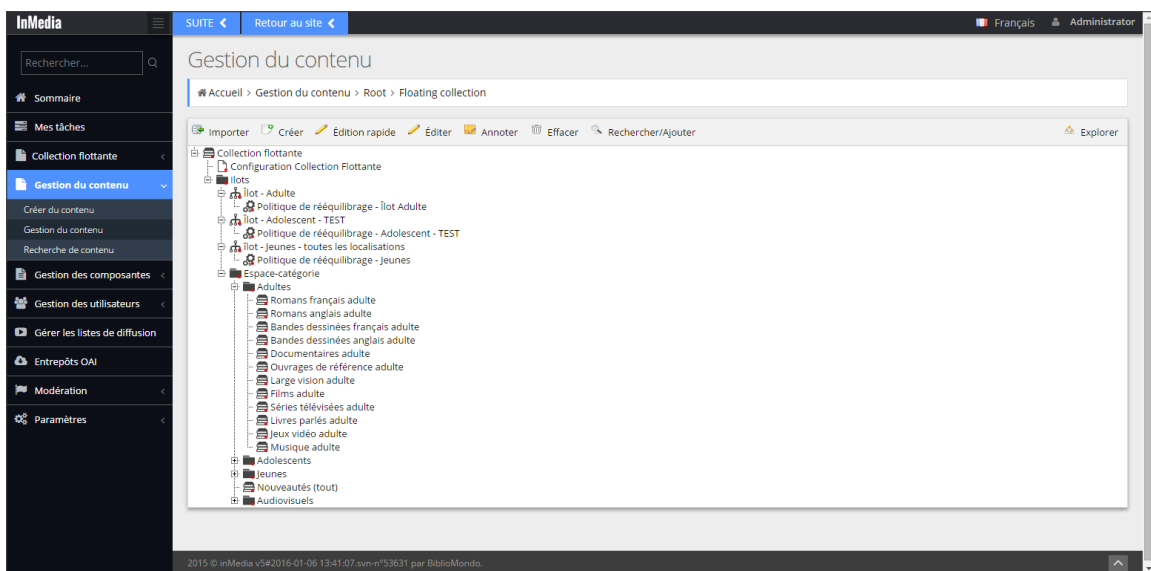 InMedia
SUITE
Retour au site
Français
Administrator
Rechercher...
Sommaire
Mes tâches
Collection flottante
Gestion du contenu
Créer du contenu
Gestion du contenu
Recherche de contenu
Gestion des composantes
Gestion des utilisateurs
Gérer les listes de diffusion
Entrepôts OAI
Modération
Paramètres
Gestion du contenu
Accueil > Gestion du contenu > Root > Floating collection
Importer Créer Édition rapide Éditer Annoter Effacer Rechercher/Ajouter Explorer
Collection flottante
Configuration Collection Flottante
Ilots
Îlot - Adulte
Politique de rééquilibrage - Îlot Adulte
Îlot - Adolescent - TEST
Politique de rééquilibrage - Adolescent - TEST
Îlot - Jeunes - toutes les localisations
Politique de rééquilibrage - Jeunes
Espace-catégorie
Adultes
Romans français adulte
Romans anglais adulte
Bandes dessinées français adulte
Bandes dessinées anglais adulte
Documentaires adulte
Ouvrages de référence adulte
Large vision adulte
Films adulte
Séries télévisées adulte
Livres parlés adulte
Jeux vidéo adulte
Musique adulte
Adolescents
Jeunes
Nouveautés (tout)
Audiovisuels
2015 © inMedia v5#2016-01-06 13:41:07.svn-n°53631 par BiblioMondo.